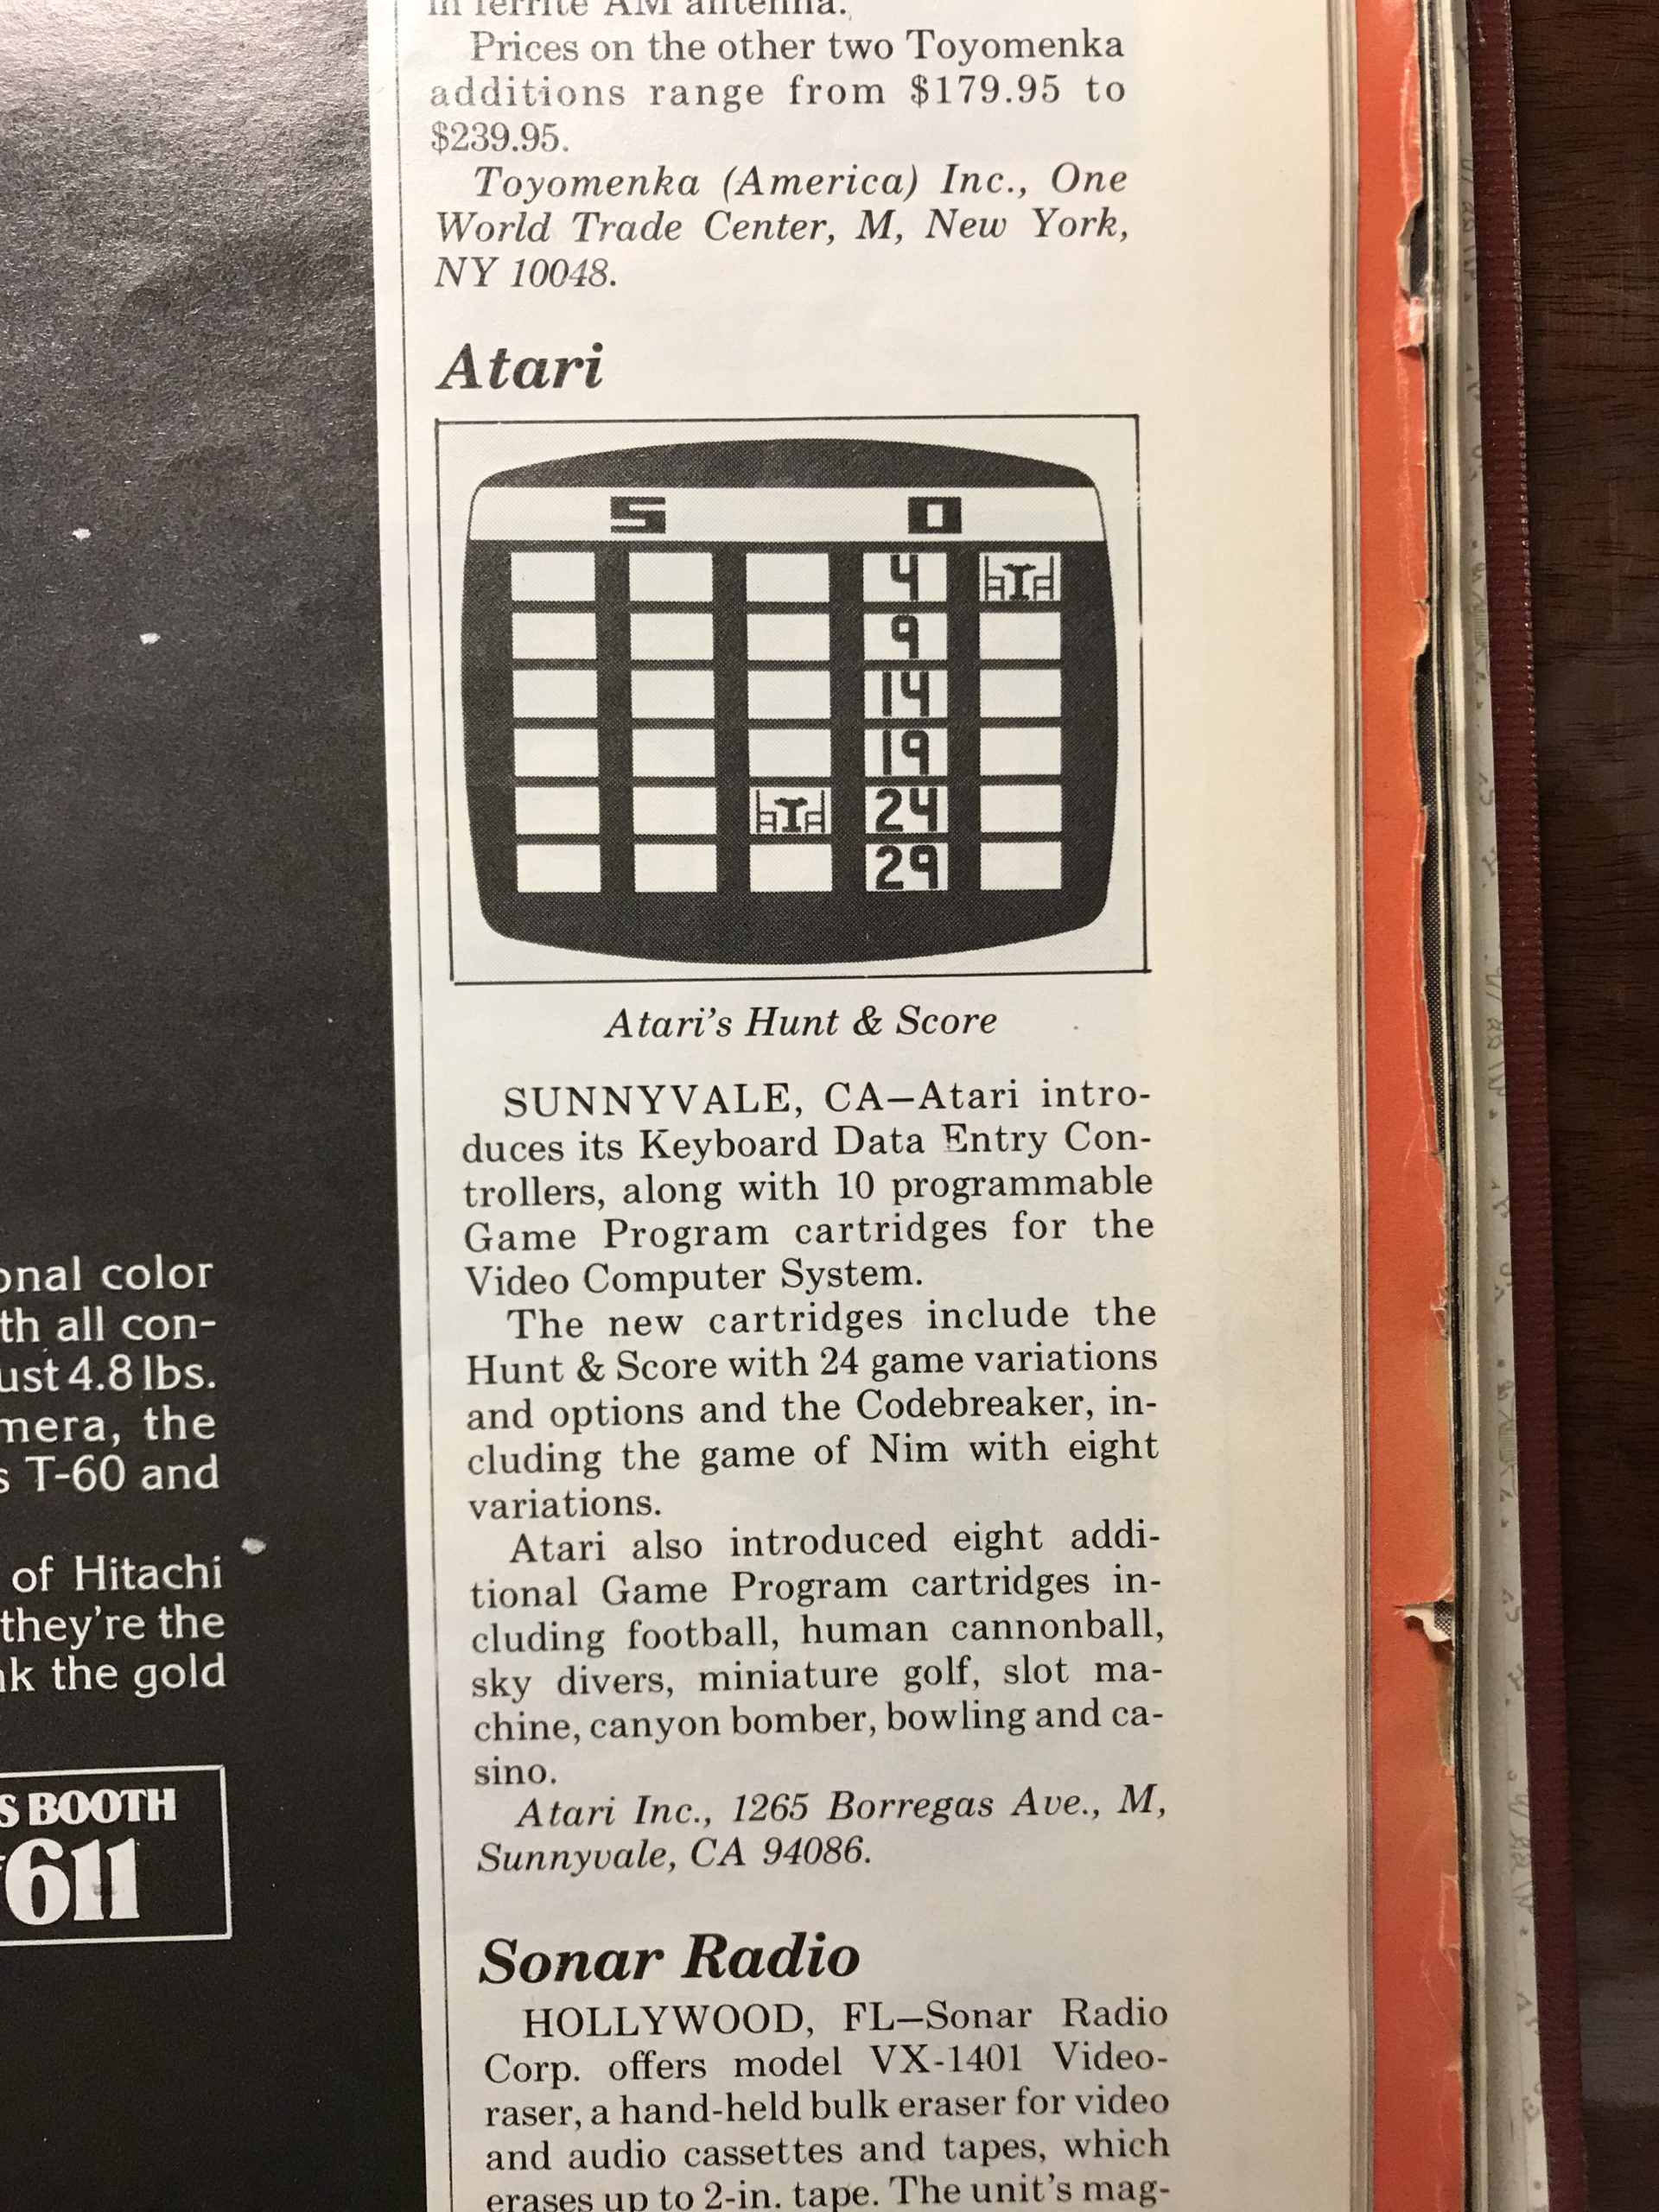 in ferrite AM antenna.
Prices on the other two Toyomenka
additions range from $179.95 to
$239.95.
Toyomenka (America) Inc., One
World Trade Center, M, New York,
NY 10048.
Atari
5 0
4
9
14
19
24
29
Atari's Hunt & Score
SUNNYVALE, CA—Atari intro-
duces its Keyboard Data Entry Con-
trollers, along with 10 programmable
Game Program cartridges for the
Video Computer System.
The new cartridges include the
Hunt & Score with 24 game variations
and options and the Codebreaker, in-
cluding the game of Nim with eight
variations.
Atari also introduced eight addi-
tional Game Program cartridges in-
cluding football, human cannonball,
sky divers, miniature golf, slot ma-
chine, canyon bomber, bowling and ca-
sino.
Atari Inc., 1265 Borregas Ave., M,
Sunnyvale, CA 94086.
Sonar Radio
HOLLYWOOD, FL—Sonar Radio
Corp. offers model VX-1401 Video-
raser, a hand-held bulk eraser for video
and audio cassettes and tapes, which
erases up to 2-in. tape. The unit's mag-
onal color
th all con-
ust 4.8 lbs.
mera, the
s T-60 and
of Hitachi
they're the
nk the gold
S BOOTH
611